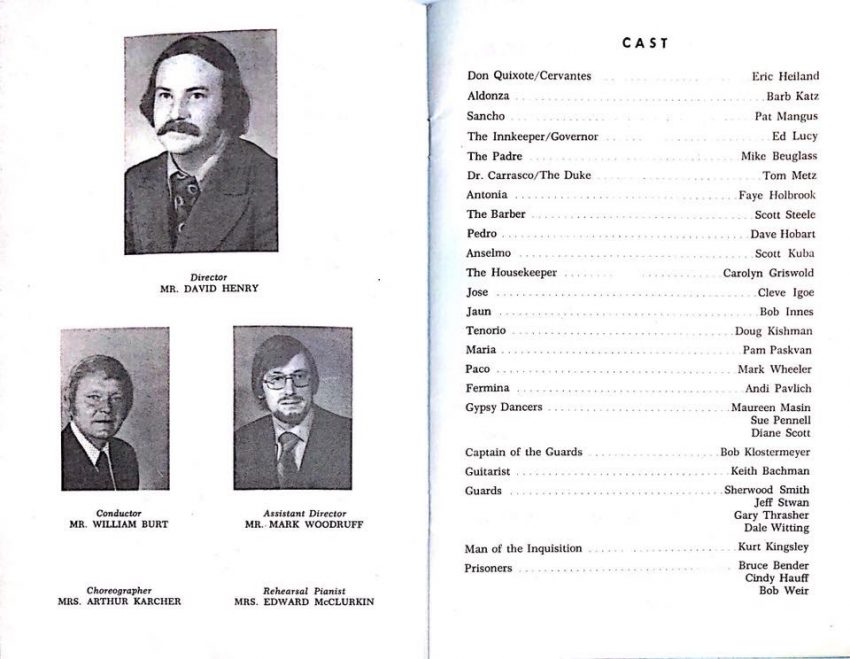 Director
MR. DAVID HENRY
Conductor
MR. WILLIAM BURT
Assistant Director
MR. MARK WOODRUFF
Choreographer
MRS. ARTHUR KARCHER
Rehearsal Pianist
MRS. EDWARD McCLURKIN
CAST
Don Quixote/Cervantes Eric Heiland
Aldonza Barb Katz
Sancho Pat Mangus
The Innkeeper/Governor Ed Lucy
The Padre Mike Beuglass
Dr. Carrasco/The Duke Tom Metz
Antonia Faye Holbrook
The Barber Scott Steele
Pedro Dave Hobart
Anselmo Scott Kuba
The Housekeeper Carolyn Griswold
Jose Cleve Igoe
Jaun Bob Innes
Tenorio Doug Kishman
Maria Pam Paskvan
Paco Mark Wheeler
Fermina Andi Pavlich
Gypsy Dancers Maureen Masin
Sue Pennell
Diane Scott
Captain of the Guards Bob Klostermeyer
Guitarist Keith Bachman
Guards Sherwood Smith
Jeff Stwan
Gary Thrasher
Dale Witting
Man of the Inquisition Kurt Kingsley
Prisoners Bruce Bender
Cindy Hauff
Bob Weir